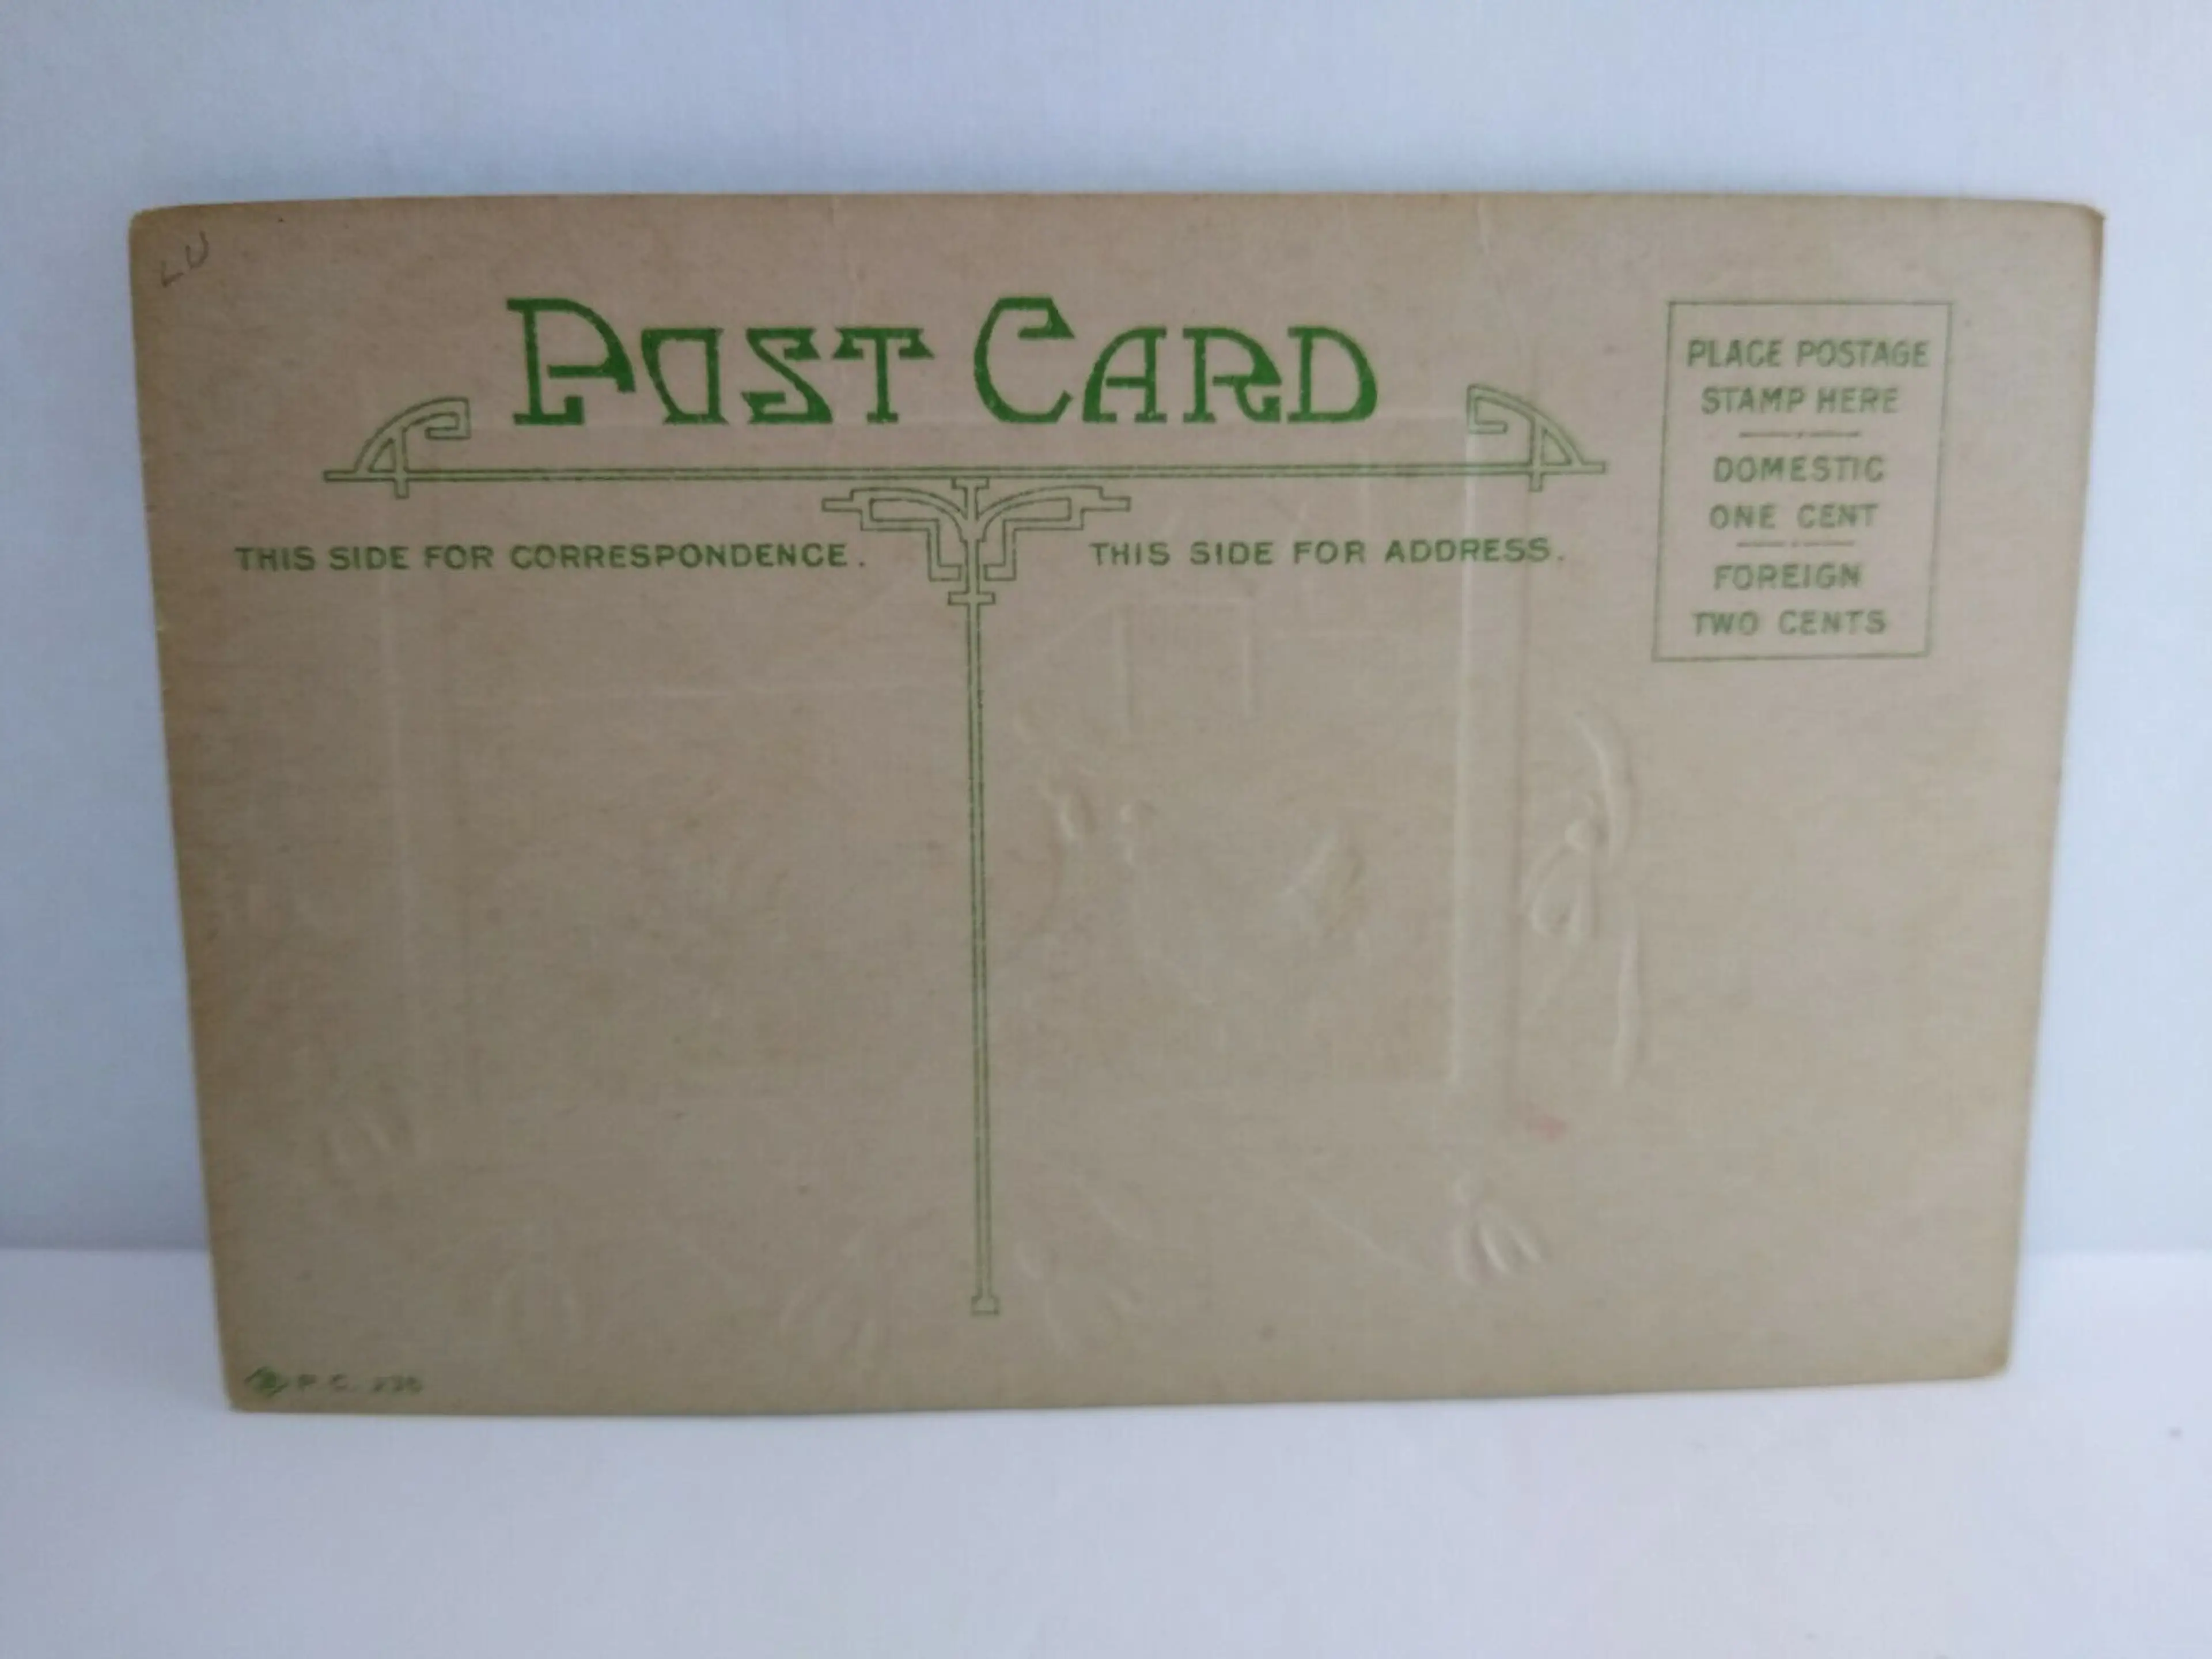 LU
POST CARD
THIS SIDE FOR CORRESPONDENCE.
THIS SIDE FOR ADDRESS.
PLACE POSTAGE
STAMP HERE
DOMESTIC
ONE CENT
FOREIGN
TWO CENTS
P. C.